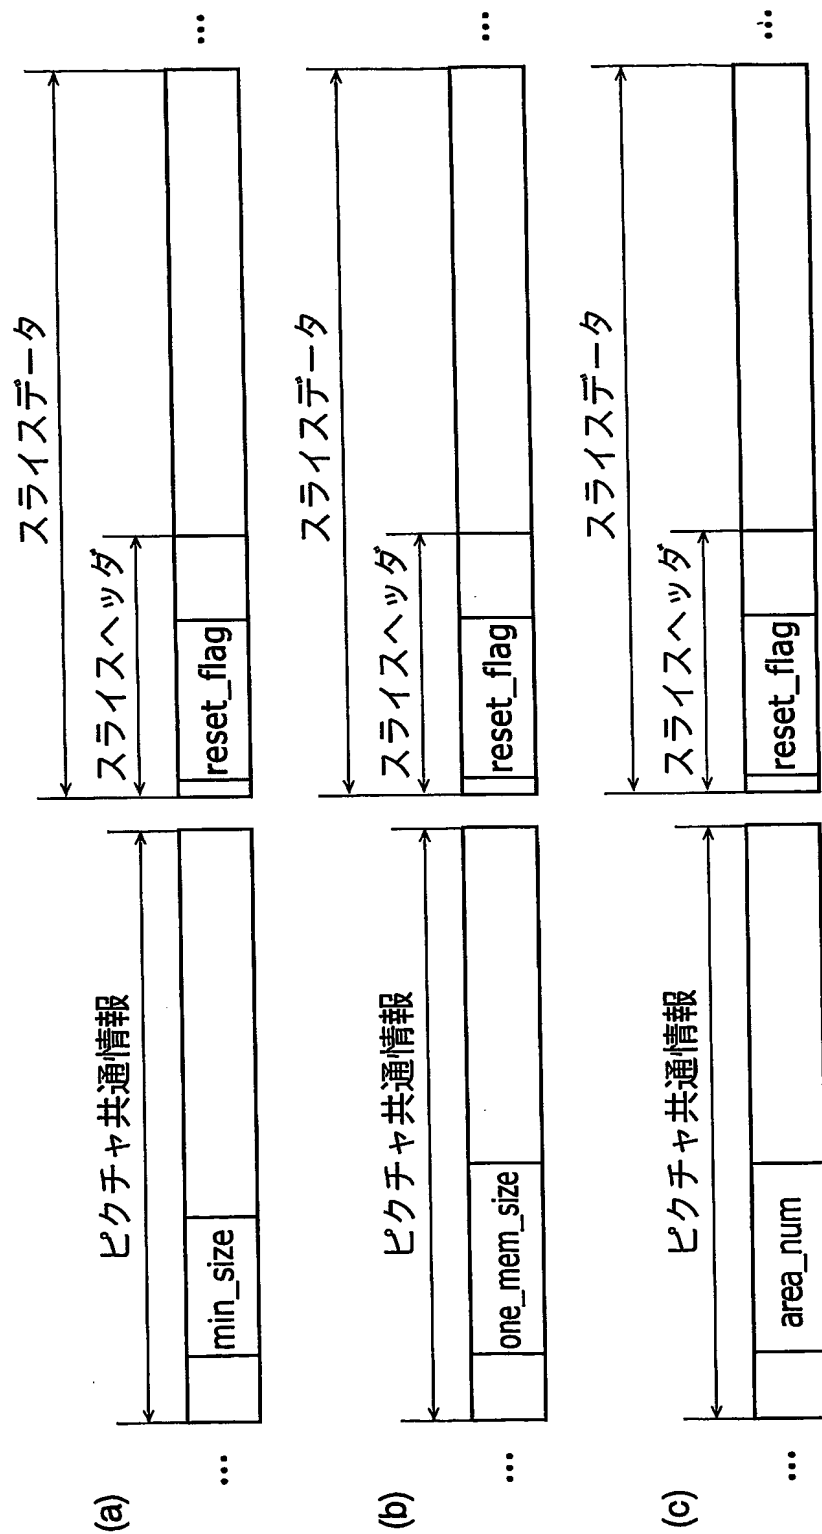 (a)
スライスデータ
ピクチャ共通情報
スライスヘッダ
... min_size reset_flag ...
(b)
スライスデータ
ピクチャ共通情報
スライスヘッダ
... one_mem_size reset_flag ...
(c)
スライスデータ
ピクチャ共通情報
スライスヘッダ
... area_num reset_flag ...